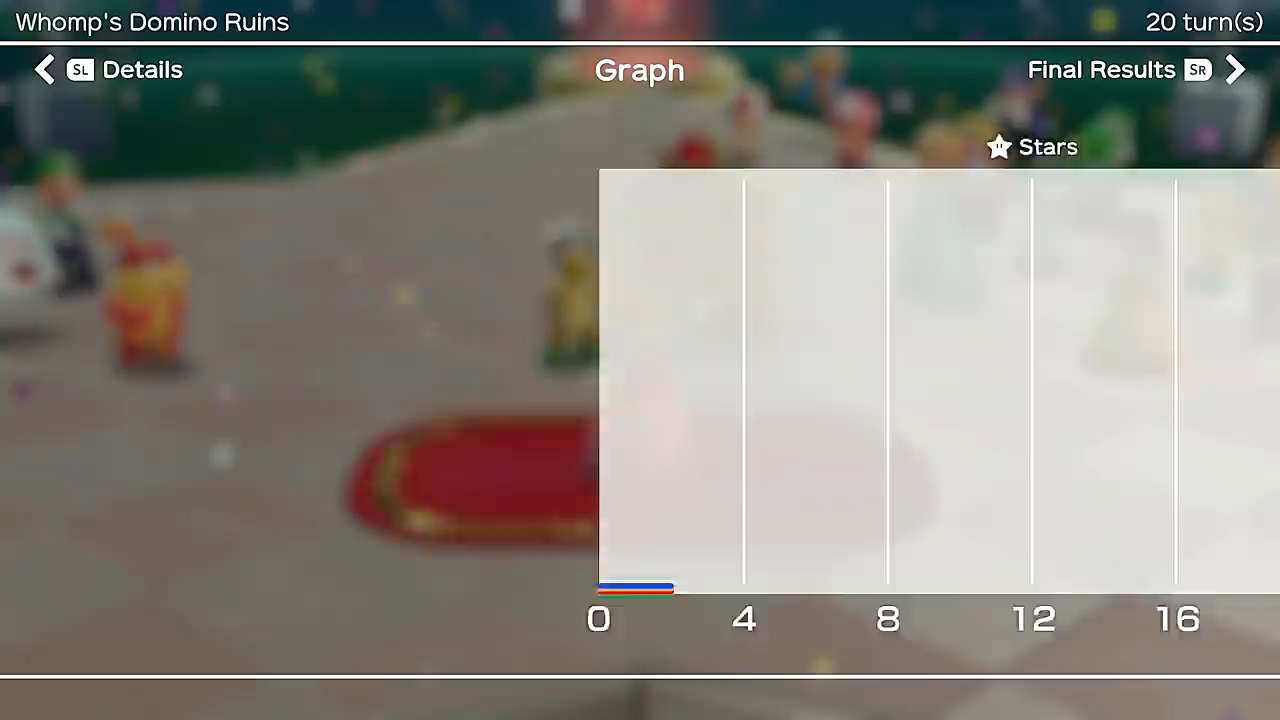 Whomp's Domino Ruins
20 turn(s)
SL Details
Graph
Final Results SR
Stars
0 4 8 12 16